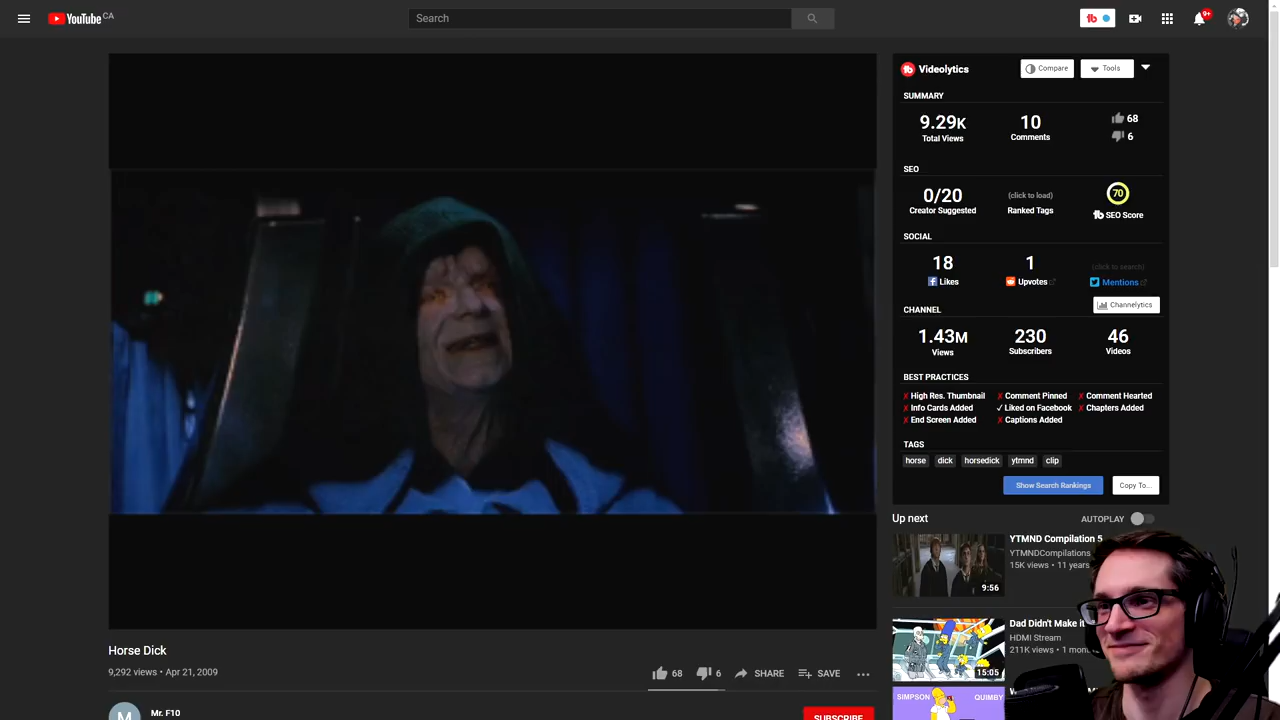 YouTube CA
Search
9+
Videolytics
Compare
Tools
SUMMARY
9.29K
Total Views
10
Comments
68
6
SEO
0/20
Creator Suggested
(click to load)
Ranked Tags
70
SEO Score
SOCIAL
18
Likes
1
Upvotes
(click to search)
Mentions
CHANNEL
Channelytics
1.43M
Views
230
Subscribers
46
Videos
BEST PRACTICES
✗ High Res. Thumbnail
✗ Comment Pinned
✗ Comment Hearted
✗ Info Cards Added
✓ Liked on Facebook
✗ Chapters Added
✗ End Screen Added
✗ Captions Added
TAGS
horse dick horsedick ytmnd clip
Show Search Rankings
Copy To...
Up next
AUTOPLAY
YTMND Compilation 5
YTMNDCompilations
15K views • 11 years
9:56
Dad Didn't Make it
HDMI Stream
211K views • 1 mon
15:05
SIMPSON
QUIMBY
Horse Dick
9,292 views • Apr 21, 2009
68
6
SHARE
SAVE
M
Mr. F10
SUBSCRIBE